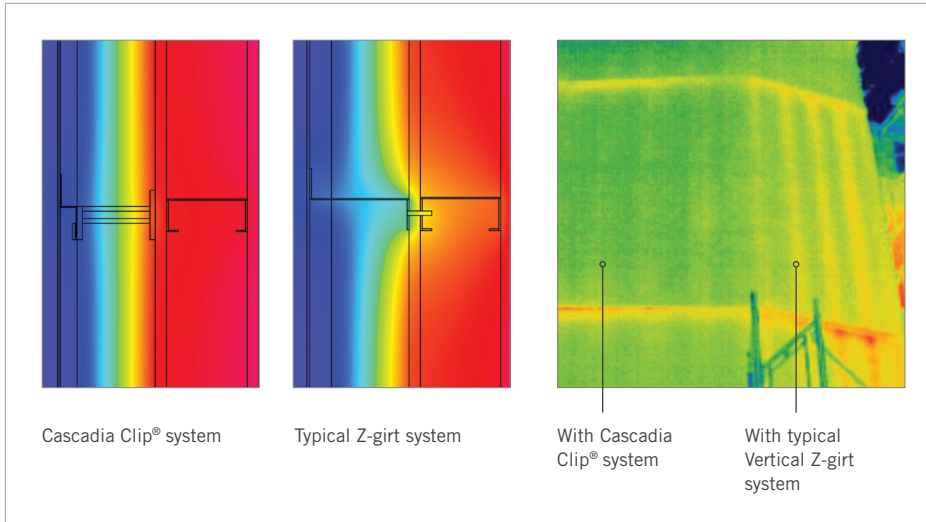 Cascadia Clip® system
Typical Z-girt system
With Cascadia
Clip® system
With typical
Vertical Z-girt
system